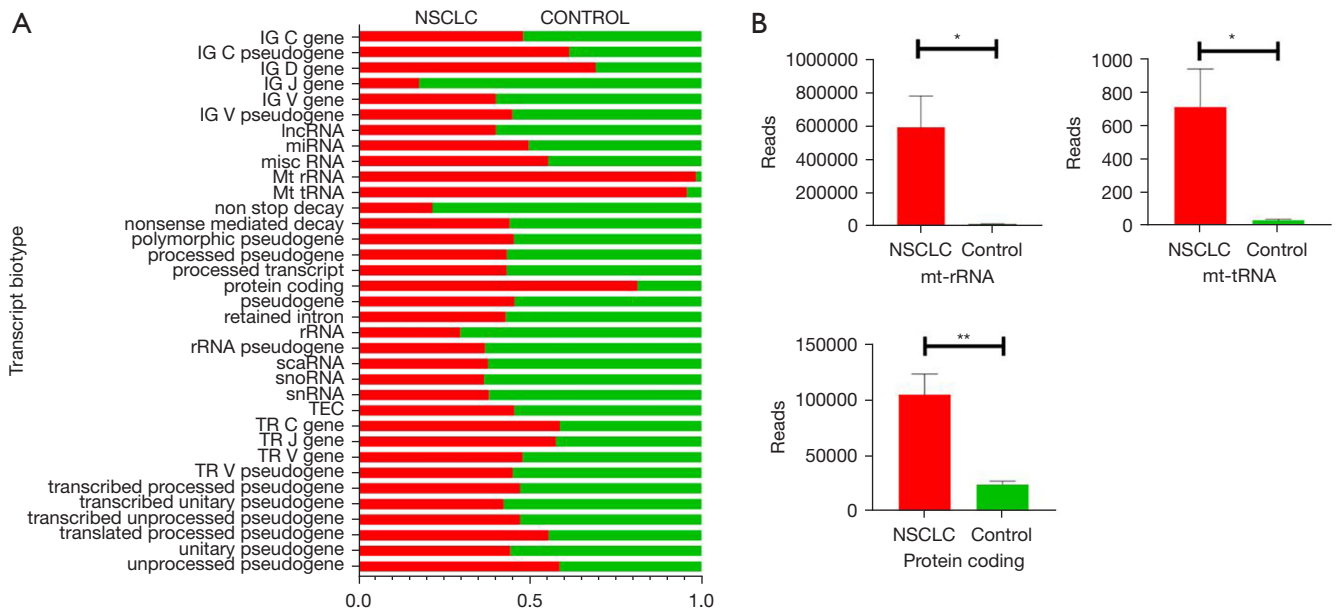 A
NSCLC CONTROL
Transcript biotype
IG C gene
IG C pseudogene
IG D gene
IG J gene
IG V gene
IG V pseudogene
lncRNA
miRNA
misc RNA
Mt rRNA
Mt tRNA
non stop decay
nonsense mediated decay
polymorphic pseudogene
processed pseudogene
processed transcript
protein coding
pseudogene
retained intron
rRNA
rRNA pseudogene
scaRNA
snoRNA
snRNA
TEC
TR C gene
TR J gene
TR V gene
TR V pseudogene
transcribed processed pseudogene
transcribed unitary pseudogene
transcribed unprocessed pseudogene
translated processed pseudogene
unitary pseudogene
unprocessed pseudogene
0.0 0.5 1.0
B
*
Reads
1000000
800000
600000
400000
200000
0
NSCLC Control
mt-rRNA
*
Reads
1000
800
600
400
200
0
NSCLC Control
mt-tRNA
**
Reads
150000
100000
50000
0
NSCLC Control
Protein coding